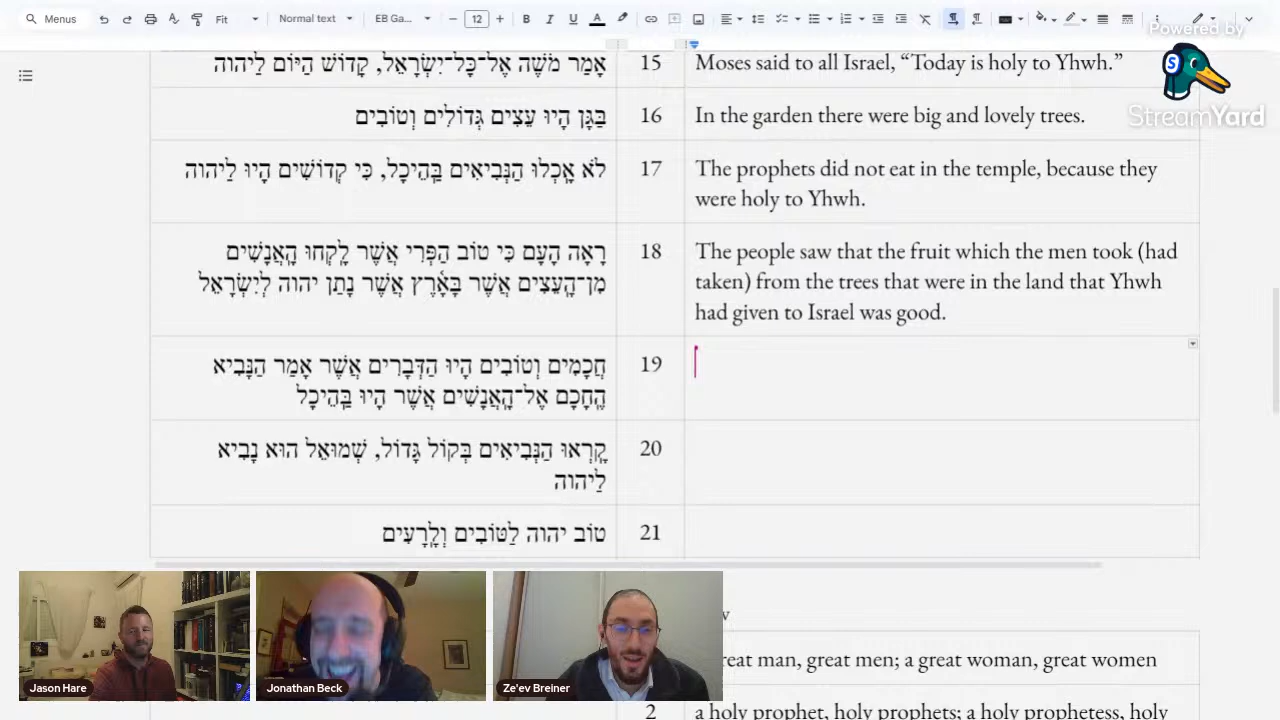 Menus
Fit
Normal text
EB Ga...
12
Powered by
StreamYard
אָמַר מֹשֶׁה אֶל־כָּל־יִשְׂרָאֵל, קָדוֹשׁ הַיּוֹם לַיהוה
15
Moses said to all Israel, “Today is holy to Yhwh.”
בַּגָּן הָיוּ עֵצִים גְּדוֹלִים וְטוֹבִים
16
In the garden there were big and lovely trees.
לֹא אָֽכְלוּ הַנְּבִיאִים בַּֽהֵיכָל, כִּי קְדוֹשִׁים הָיוּ לַיהוה
17
The prophets did not eat in the temple, because they
were holy to Yhwh.
רָאָה הָעָם כִּי טוֹב הַפְּרִי אֲשֶׁר לָֽקְחוּ הָֽאֲנָשִׁים
מִן־הָֽעֵצִים אֲשֶׁר בָּאָ֫רֶץ אֲשֶׁר נָתַן יהוה לְיִשְׂרָאֵל
18
The people saw that the fruit which the men took (had
taken) from the trees that were in the land that Yhwh
had given to Israel was good.
חֲכָמִים וְטוֹבִים הָיוּ הַדְּבָרִים אֲשֶׁר אָמַר הַנָּבִיא
הֶֽחָכָם אֶל־הָֽאֲנָשִׁים אֲשֶׁר הָיוּ בַּֽהֵיכָל
19
קָֽרְאוּ הַנְּבִיאִים בְּקוֹל גָּדוֹל, שְׁמוּאֵל הוּא נָבִיא
לַיהוה
20
טוֹב יהוה לַטּוֹבִים וְלָֽרָעִים
21
great man, great men; a great woman, great women
2
a holy prophet, holy prophets; a holy prophetess, holy
Jason Hare
Jonathan Beck
Ze'ev Breiner